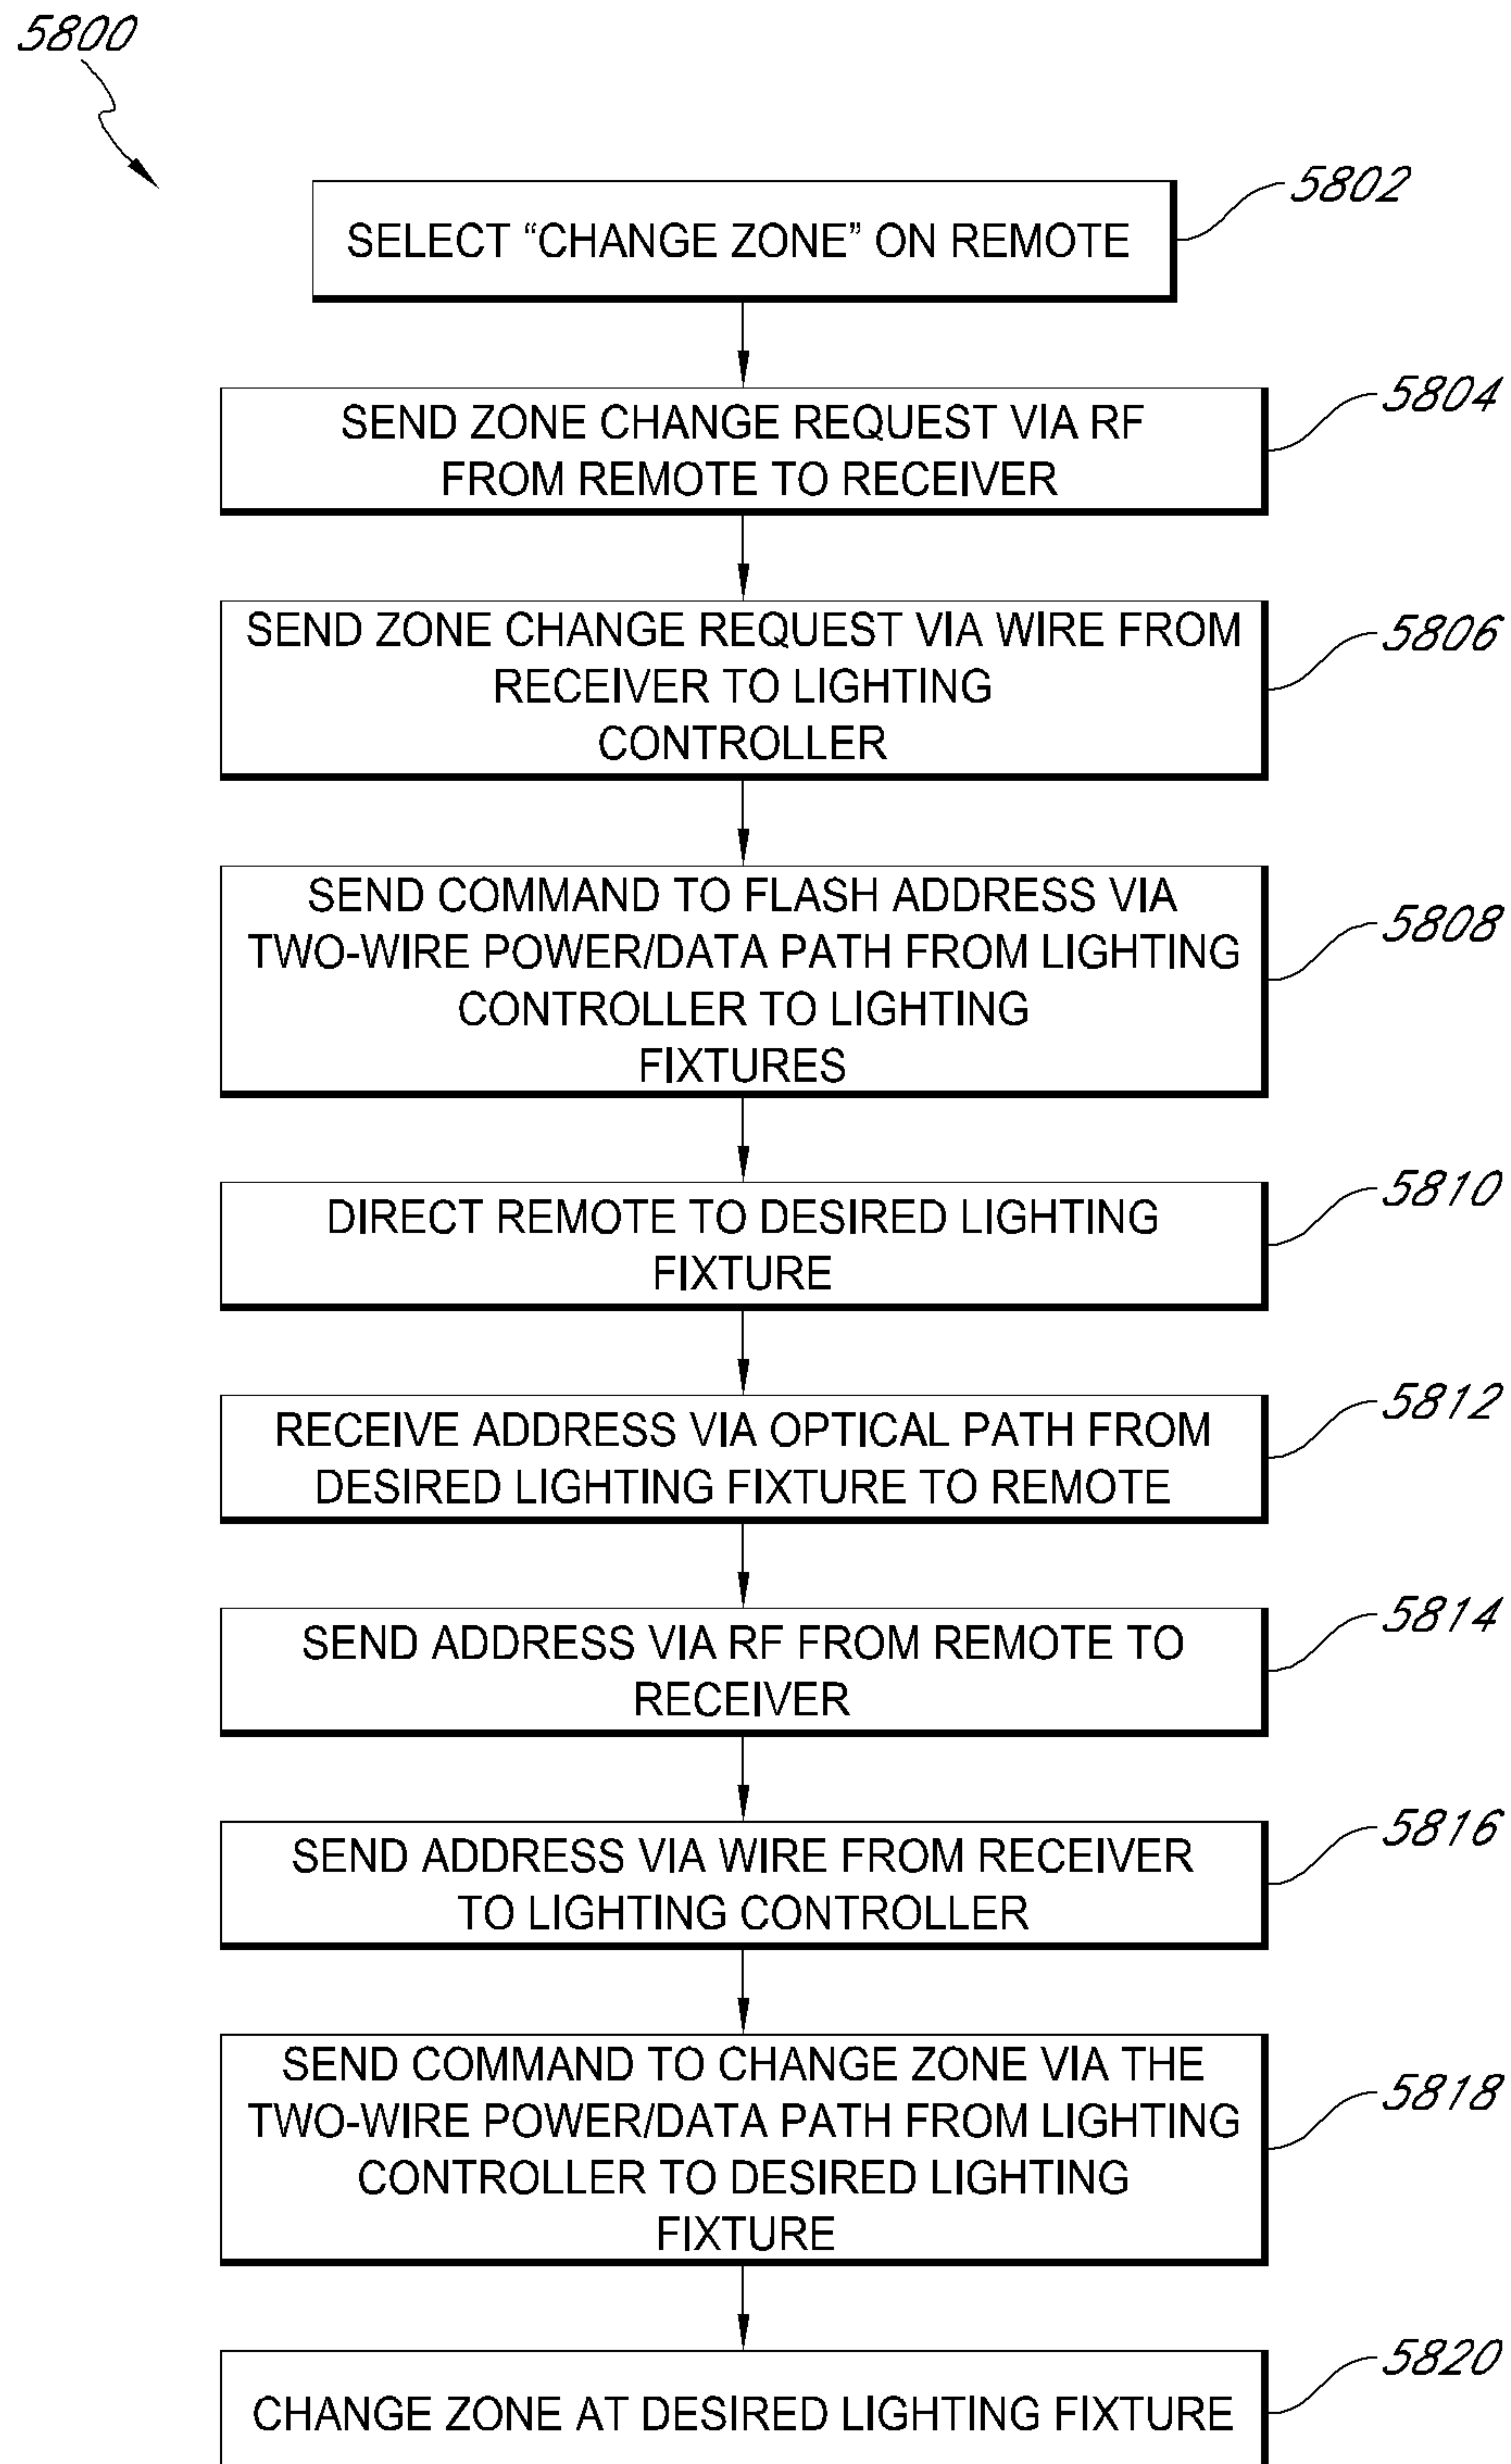 5800
SELECT “CHANGE ZONE” ON REMOTE
5802
SEND ZONE CHANGE REQUEST VIA RF
FROM REMOTE TO RECEIVER
5804
SEND ZONE CHANGE REQUEST VIA WIRE FROM
RECEIVER TO LIGHTING
CONTROLLER
5806
SEND COMMAND TO FLASH ADDRESS VIA
TWO-WIRE POWER/DATA PATH FROM LIGHTING
CONTROLLER TO LIGHTING
FIXTURES
5808
DIRECT REMOTE TO DESIRED LIGHTING
FIXTURE
5810
RECEIVE ADDRESS VIA OPTICAL PATH FROM
DESIRED LIGHTING FIXTURE TO REMOTE
5812
SEND ADDRESS VIA RF FROM REMOTE TO
RECEIVER
5814
SEND ADDRESS VIA WIRE FROM RECEIVER
TO LIGHTING CONTROLLER
5816
SEND COMMAND TO CHANGE ZONE VIA THE
TWO-WIRE POWER/DATA PATH FROM LIGHTING
CONTROLLER TO DESIRED LIGHTING
FIXTURE
5818
CHANGE ZONE AT DESIRED LIGHTING FIXTURE
5820